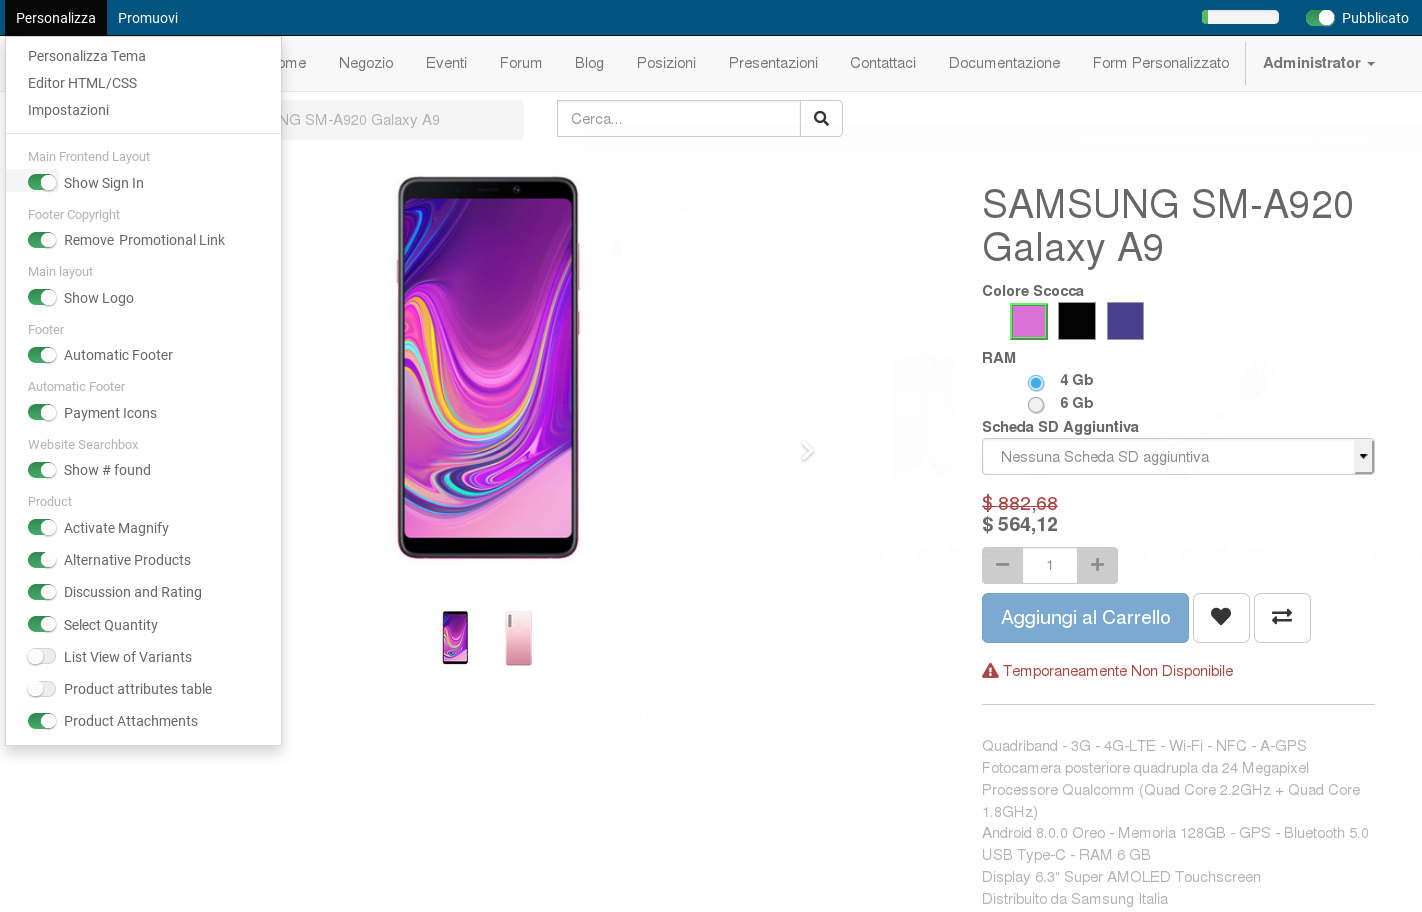 Personalizza Promuovi Pubblicato
Personalizza Tema
Editor HTML/CSS
Impostazioni
Main Frontend Layout
Show Sign In
Footer Copyright
Remove Promotional Link
Main layout
Show Logo
Footer
Automatic Footer
Automatic Footer
Payment Icons
Website Searchbox
Show # found
Product
Activate Magnify
Alternative Products
Discussion and Rating
Select Quantity
List View of Variants
Product attributes table
Product Attachments
ome Negozio Eventi Forum Blog Posizioni Presentazioni Contattaci Documentazione Form Personalizzato Administrator
NG SM-A920 Galaxy A9
Cerca...
SAMSUNG SM-A920
Galaxy A9
Colore Scocca
RAM
4 Gb
6 Gb
Scheda SD Aggiuntiva
Nessuna Scheda SD aggiuntiva
$ 882,68
$ 564,12
1
Aggiungi al Carrello
Temporaneamente Non Disponibile
Quadriband - 3G - 4G-LTE - Wi-Fi - NFC - A-GPS
Fotocamera posteriore quadrupla da 24 Megapixel
Processore Qualcomm (Quad Core 2.2GHz + Quad Core
1.8GHz)
Android 8.0.0 Oreo - Memoria 128GB - GPS - Bluetooth 5.0
USB Type-C - RAM 6 GB
Display 6.3" Super AMOLED Touchscreen
Distribuito da Samsung Italia